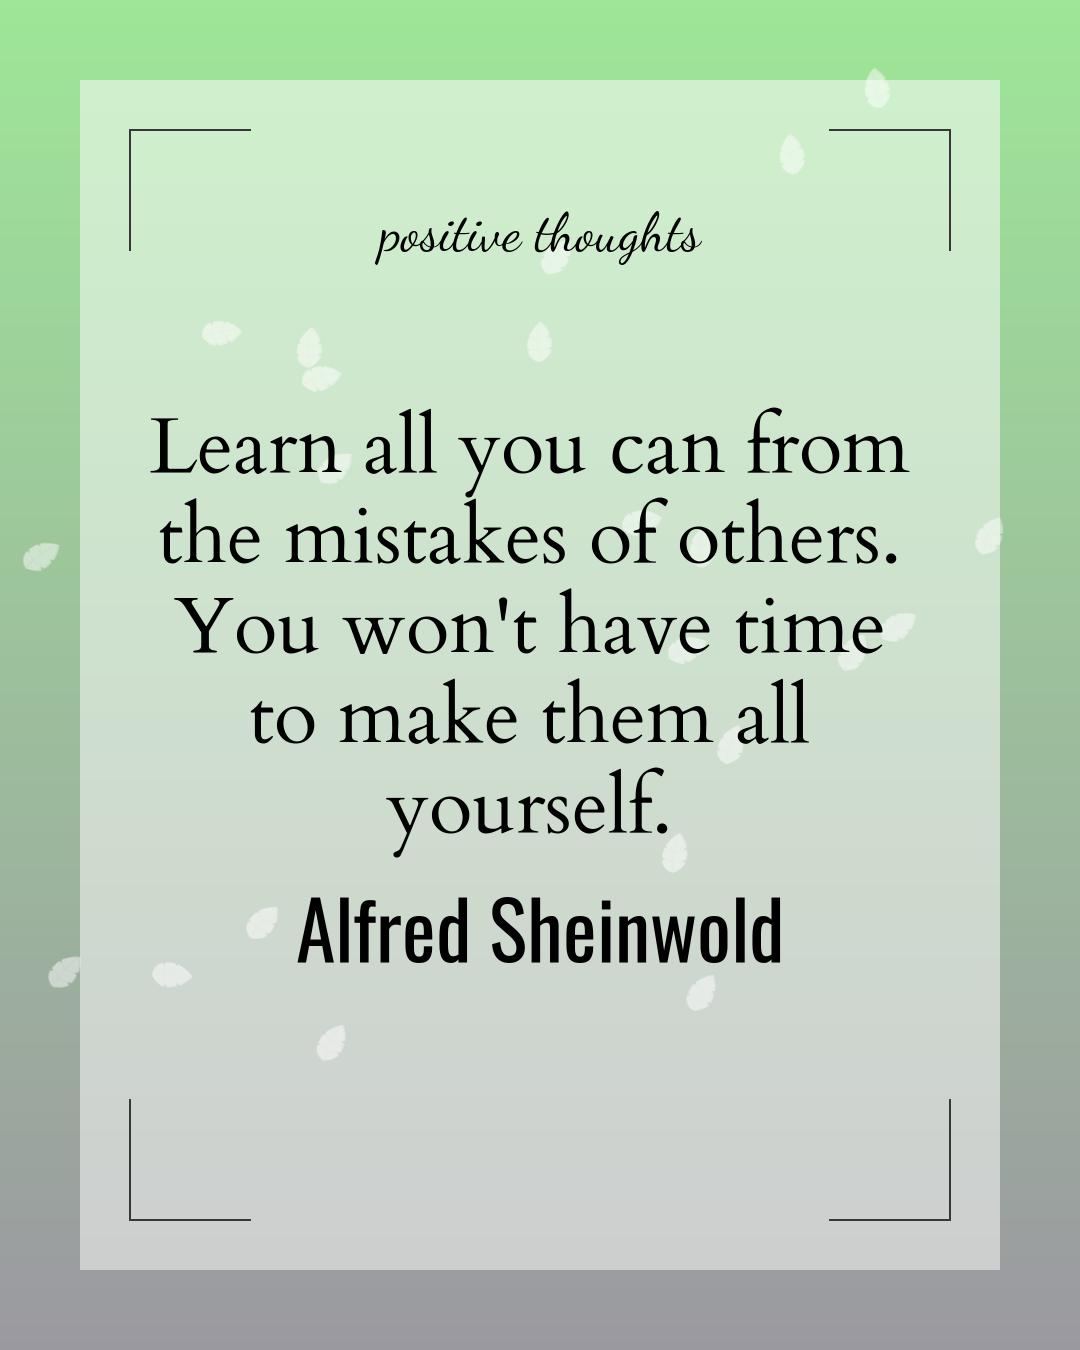 positive thoughts
Learn all you can from
the mistakes of others.
You won't have time
to make them all
yourself.
Alfred Sheinwold